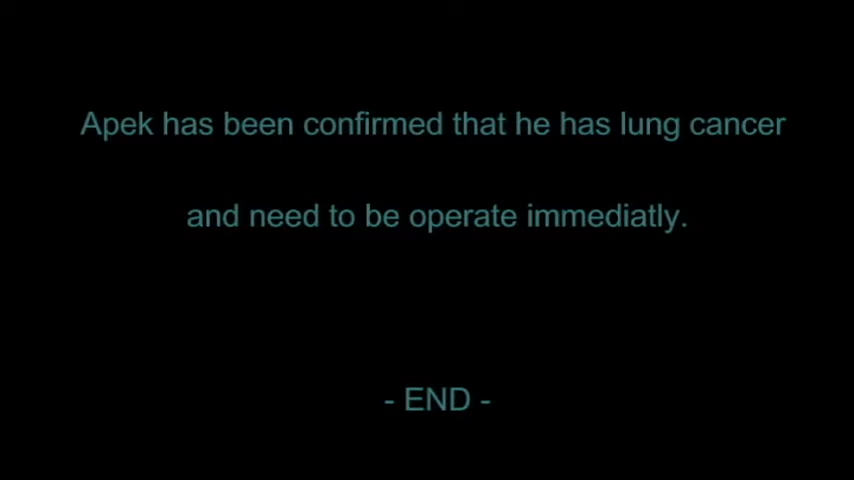 Apek has been confirmed that he has lung cancer
and need to be operate immediatly.
- END -